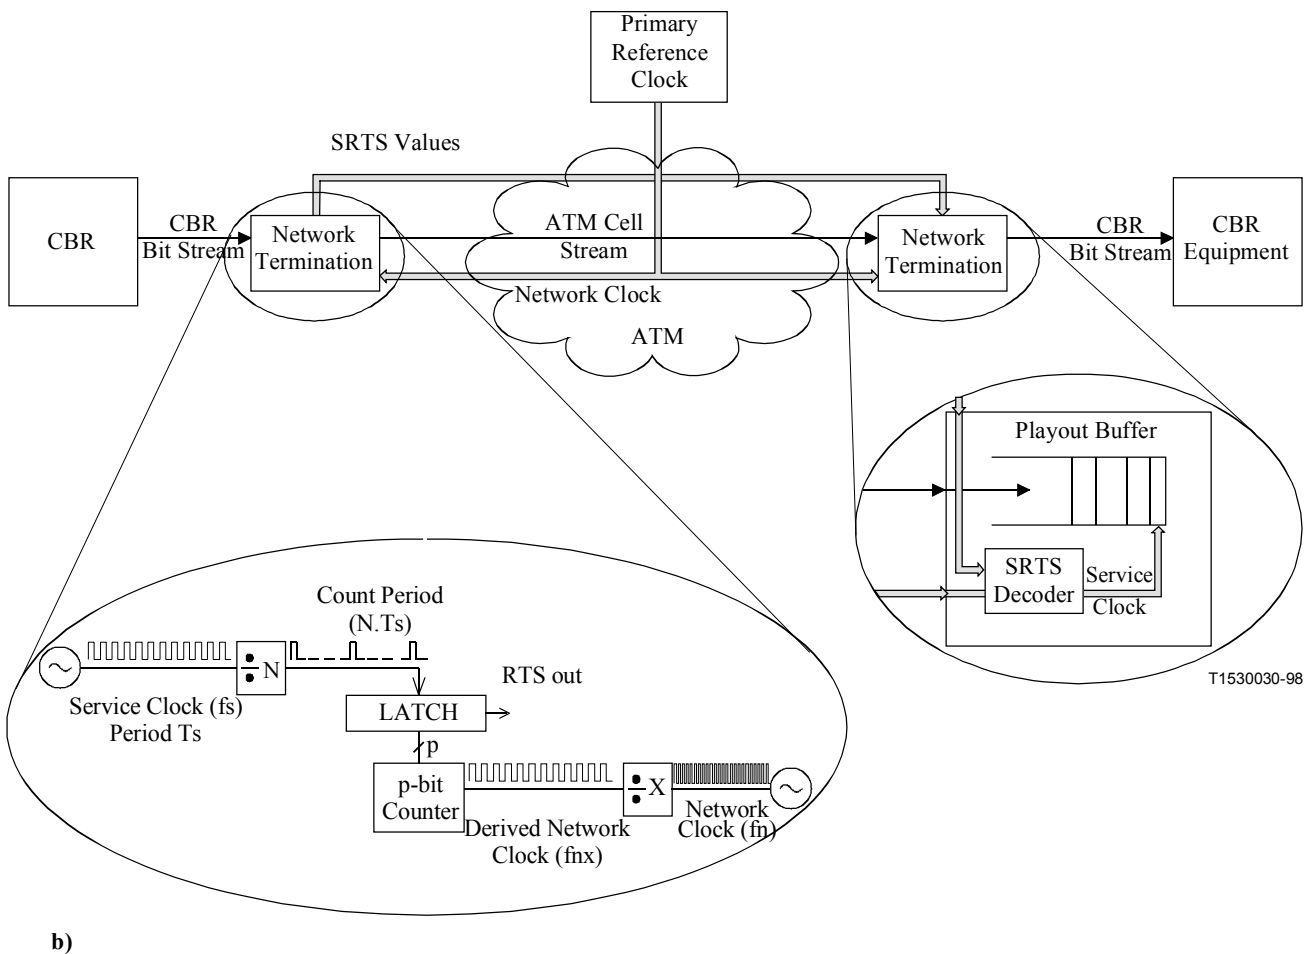 Primary
Reference
Clock
SRTS Values
CBR
CBR
Bit Stream
Network
Termination
ATM Cell
Stream
Network Clock
ATM
Network
Termination
CBR
Bit Stream
CBR
Equipment
Playout Buffer
SRTS
Decoder
Service
Clock
T1530030-98
Count Period
(N.Ts)
÷ N
RTS out
Service Clock (fs)
Period Ts
LATCH
p
p-bit
Counter
÷ X
Derived Network
Clock (fnx)
Network
Clock (fn)
b)